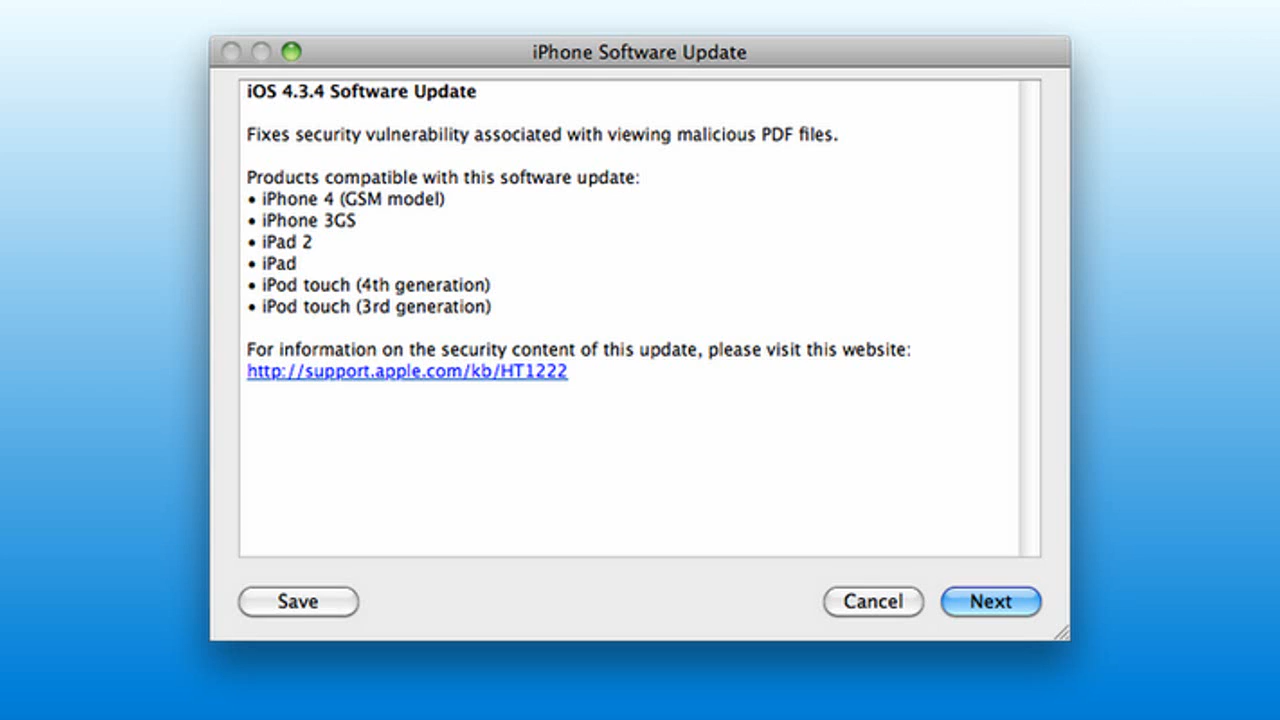 iPhone Software Update
iOS 4.3.4 Software Update
Fixes security vulnerability associated with viewing malicious PDF files.
Products compatible with this software update:
• iPhone 4 (GSM model)
• iPhone 3GS
• iPad 2
• iPad
• iPod touch (4th generation)
• iPod touch (3rd generation)
For information on the security content of this update, please visit this website:
http://support.apple.com/kb/HT1222
Save
Cancel
Next